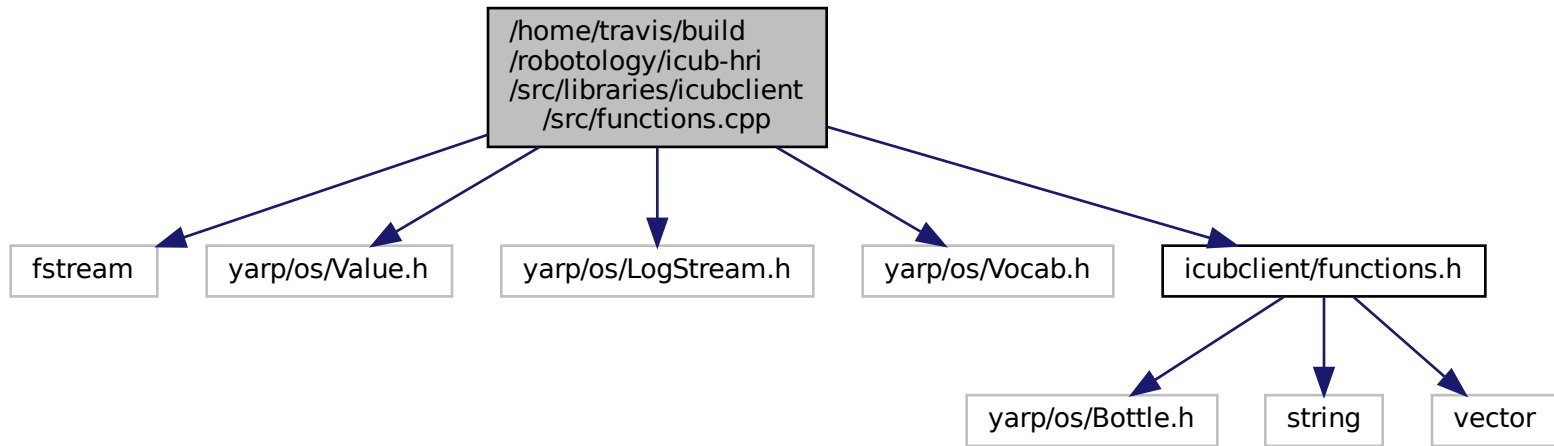 /home/travis/build
/robotology/icub-hri
/src/libraries/icubclient
/src/functions.cpp
fstream
yarp/os/Value.h
yarp/os/LogStream.h
yarp/os/Vocab.h
icubclient/functions.h
yarp/os/Bottle.h
string
vector